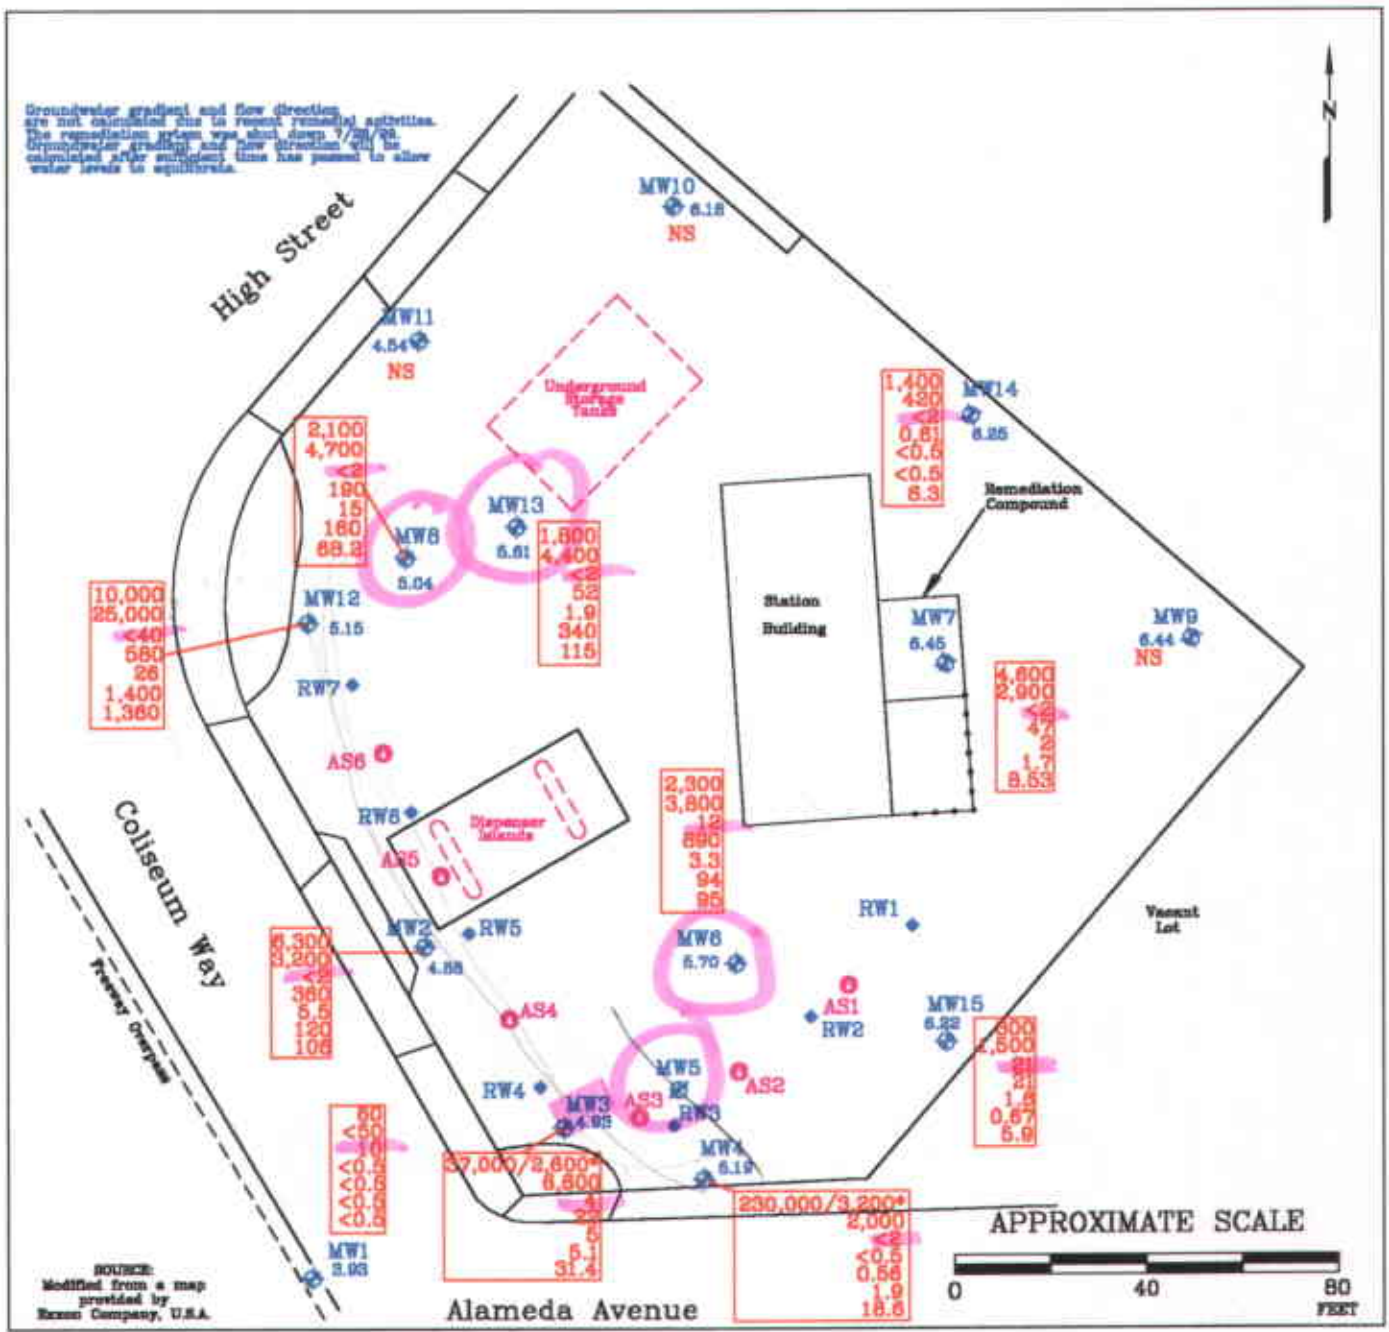 Groundwater gradient and flow direction
are not calculated due to recent remedial activities.
The remediation sytem was shut down
Groundwater gradient and flow direction will be
calculated after sufficient time has passed to allow
water levels to equilibrate.
N
High Street
MW10
6.18
NS
MW11
4.54
NS
Underground
Storage
Tanks
1,400
420
<2
0.61
<0.5
<0.5
8.3
MW14
6.25
2,100
4,700
<2
190
15
160
68.2
MW8
5.04
MW13
5.61
1,800
4,400
<2
52
1.9
340
115
Remediation
Compound
Station
Building
MW7
6.45
MW9
6.44
NS
10,000
25,000
<40
560
26
1,400
1,360
MW12
5.15
RW7
AS6
4,600
2,900
<2
47
2
1.7
8.53
RW6
Dispenser
Islands
AS5
2,300
3,800
12
690
3.3
94
95
Coliseum Way
Freeway Overpass
RW1
Vacant
Lot
MW2
4.88
RW5
6,300
3,200
<2
360
5.5
120
106
MW6
5.70
AS1
RW2
AS4
MW15
6.22
1,500
21
21
1.6
0.67
5.9
MW5
AS2
RW4
MW3
4.93
AS3
RW3
MW4
5.19
60
<50
10
<0.5
<0.5
<0.5
<0.5
37,000/2,600*
6,600
4
22
5
5.1
31.4
230,000/3,200*
2,000
<2
<0.5
0.56
1.9
18.6
MW1
3.93
APPROXIMATE SCALE
0 40 80
FEET
SOURCE:
Modified from a map
provided by
Exxon Company, U.S.A.
Alameda Avenue